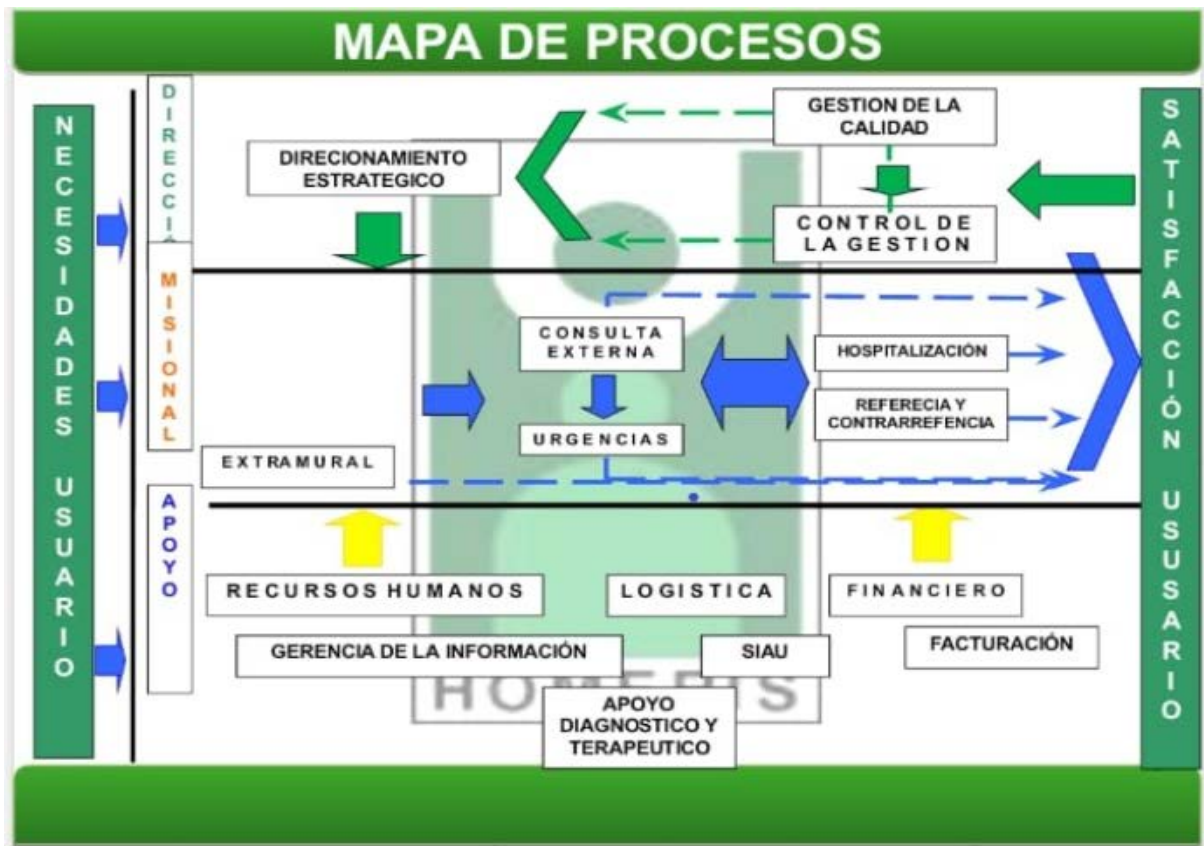 MAPA DE PROCESOS
NECESIDADES USUARIO
DIRECCIÓ
GESTION DE LA
CALIDAD
DIRECIONAMIENTO
ESTRATEGICO
CONTROL DE
LA GESTION
MISIONAL
CONSULTA
EXTERNA
HOSPITALIZACIÓN
REFERECIA Y
CONTRARREFENCIA
URGENCIAS
EXTRAMURAL
APOYO
RECURSOS HUMANOS
LOGISTICA
FINANCIERO
GERENCIA DE LA INFORMACIÓN
SIAU
FACTURACIÓN
APOYO
DIAGNOSTICO Y
TERAPEUTICO
SATISFACCIÓN USUSARIO